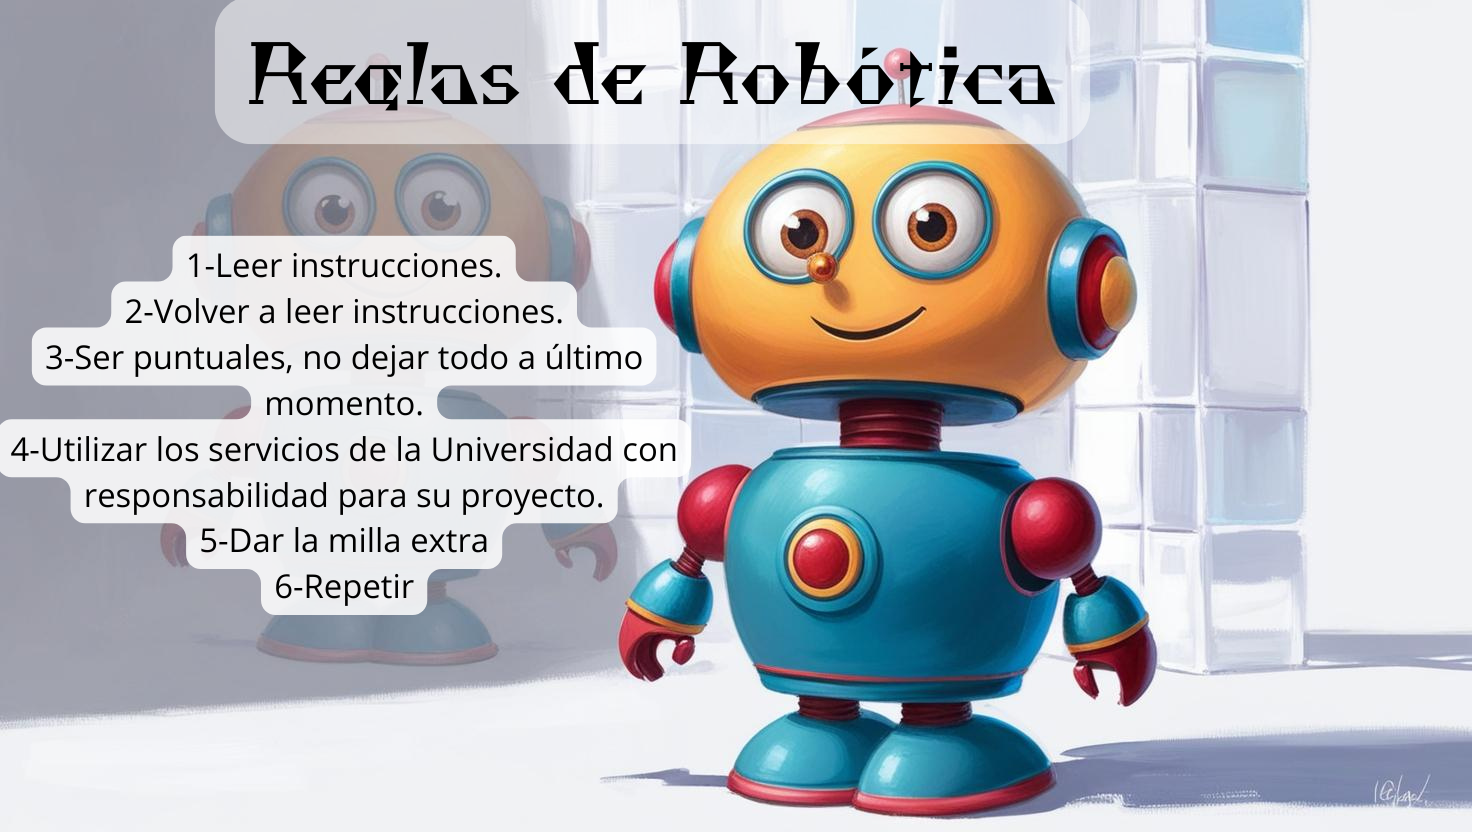 Reglas de Robótica
1-Leer instrucciones.
2-Volver a leer instrucciones.
3-Ser puntuales, no dejar todo a último
momento.
4-Utilizar los servicios de la Universidad con
responsabilidad para su proyecto.
5-Dar la milla extra
6-Repetir